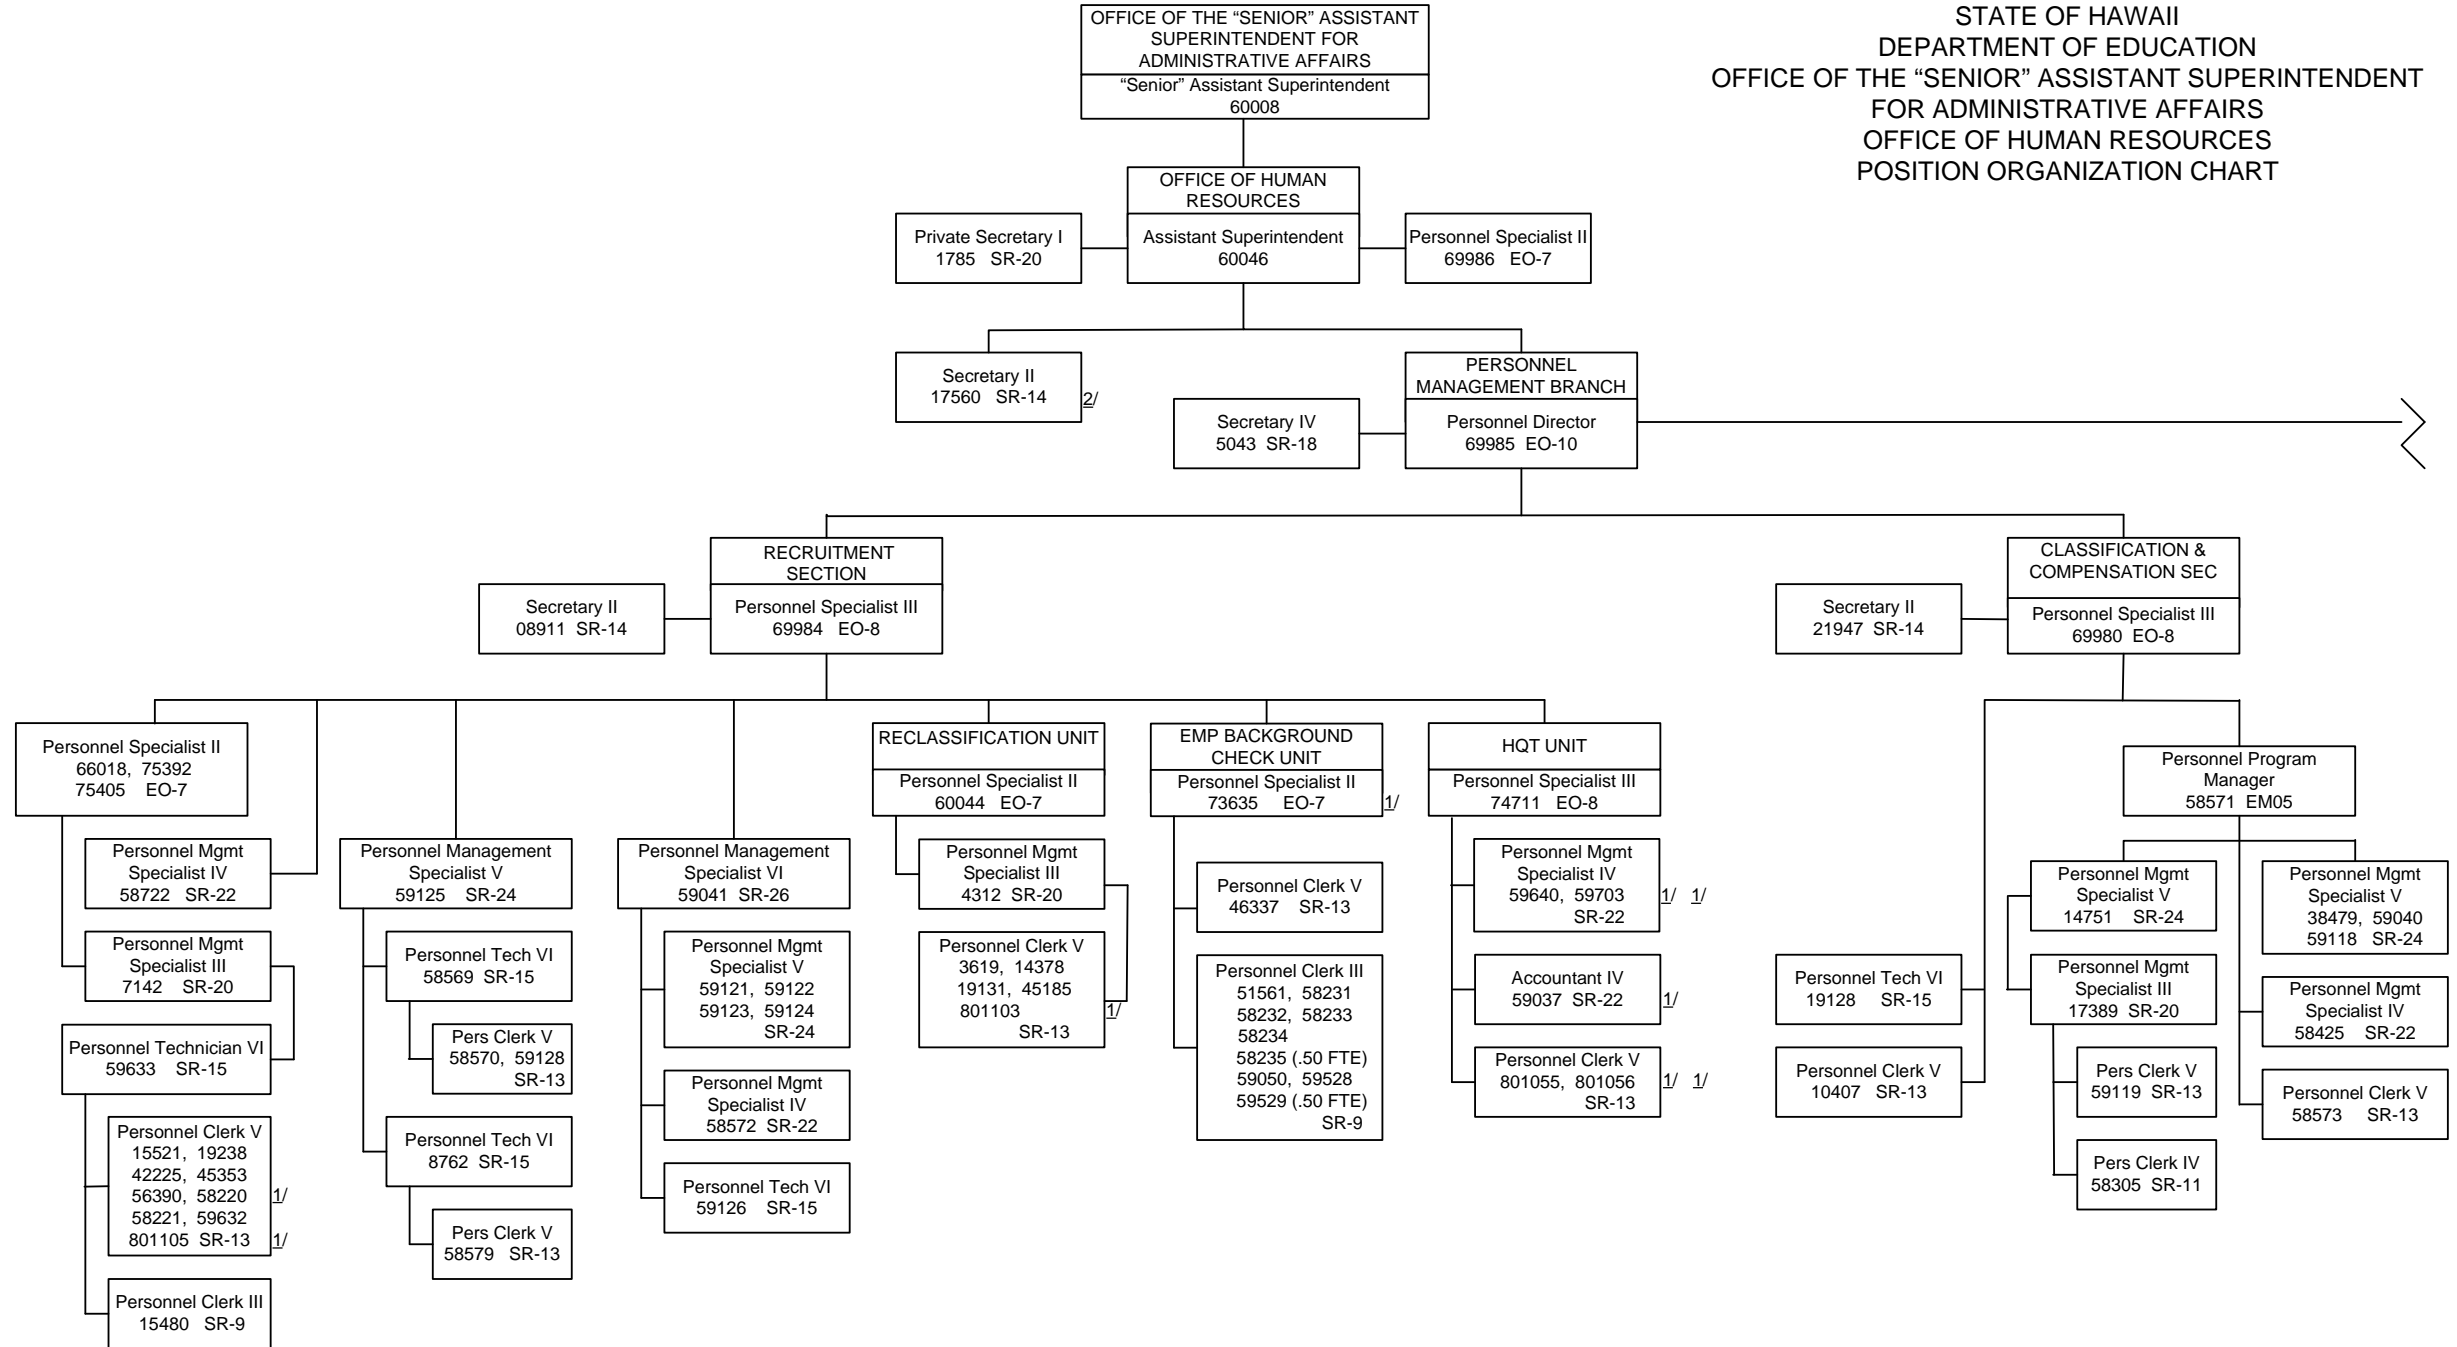 OFFICE OF THE “SENIOR” ASSISTANT
SUPERINTENDENT FOR
ADMINISTRATIVE AFFAIRS
“Senior” Assistant Superintendent
60008
STATE OF HAWAII
DEPARTMENT OF EDUCATION
OFFICE OF THE “SENIOR” ASSISTANT SUPERINTENDENT
FOR ADMINISTRATIVE AFFAIRS
OFFICE OF HUMAN RESOURCES
POSITION ORGANIZATION CHART
OFFICE OF HUMAN
RESOURCES
Assistant Superintendent
60046
Private Secretary I
1785 SR-20
Personnel Specialist II
69986 EO-7
Secretary II
17560 SR-14
2/
PERSONNEL
MANAGEMENT BRANCH
Personnel Director
69985 EO-10
Secretary IV
5043 SR-18
RECRUITMENT
SECTION
Personnel Specialist III
69984 EO-8
Secretary II
08911 SR-14
CLASSIFICATION &
COMPENSATION SEC
Personnel Specialist III
69980 EO-8
Secretary II
21947 SR-14
Personnel Specialist II
66018, 75392
75405 EO-7
Personnel Mgmt
Specialist IV
58722 SR-22
Personnel Mgmt
Specialist III
7142 SR-20
Personnel Technician VI
59633 SR-15
Personnel Clerk V
15521, 19238
42225, 45353
56390, 58220 1/
58221, 59632
801105 SR-13 1/
Personnel Clerk III
15480 SR-9
Personnel Management
Specialist V
59125 SR-24
Personnel Tech VI
58569 SR-15
Pers Clerk V
58570, 59128
SR-13
Personnel Tech VI
8762 SR-15
Pers Clerk V
58579 SR-13
Personnel Management
Specialist VI
59041 SR-26
Personnel Mgmt
Specialist V
59121, 59122
59123, 59124
SR-24
Personnel Mgmt
Specialist IV
58572 SR-22
Personnel Tech VI
59126 SR-15
RECLASSIFICATION UNIT
Personnel Specialist II
60044 EO-7
Personnel Mgmt
Specialist III
4312 SR-20
Personnel Clerk V
3619, 14378
19131, 45185
801103 1/
SR-13
EMP BACKGROUND
CHECK UNIT
Personnel Specialist II
73635 EO-7 1/
Personnel Clerk V
46337 SR-13
Personnel Clerk III
51561, 58231
58232, 58233
58234
58235 (.50 FTE)
59050, 59528
59529 (.50 FTE)
SR-9
HQT UNIT
Personnel Specialist III
74711 EO-8
Personnel Mgmt
Specialist IV
59640, 59703 1/ 1/
SR-22
Accountant IV
59037 SR-22 1/
Personnel Clerk V
801055, 801056 1/ 1/
SR-13
Personnel Tech VI
19128 SR-15
Personnel Clerk V
10407 SR-13
Personnel Program
Manager
58571 EM05
Personnel Mgmt
Specialist V
14751 SR-24
Personnel Mgmt
Specialist III
17389 SR-20
Pers Clerk V
59119 SR-13
Pers Clerk IV
58305 SR-11
Personnel Mgmt
Specialist V
38479, 59040
59118 SR-24
Personnel Mgmt
Specialist IV
58425 SR-22
Personnel Clerk V
58573 SR-13